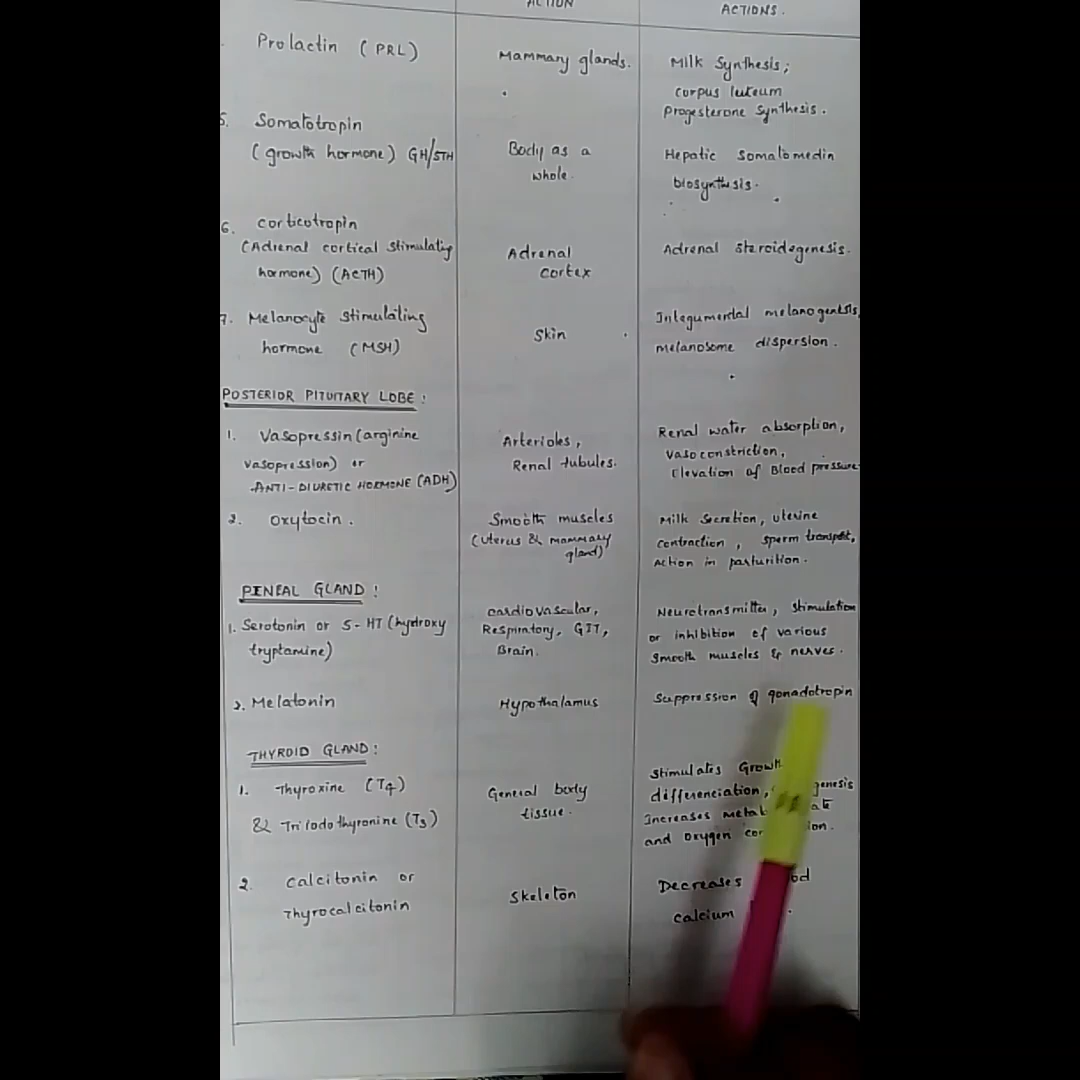 ACTION
ACTIONS.
Prolactin (PRL)
Mammary glands.
Milk Synthesis;
corpus luteum
Progesterone Synthesis.
5. Somatotropin
(growth hormone) GH/STH
Body as a
whole.
Hepatic Somatomedin
biosynthesis.
6. Corticotropin
(Adrenal cortical Stimulating
hormone) (ACTH)
Adrenal
cortex
Adrenal steroidogenesis.
7. Melanocyte Stimulating
hormone (MSH)
Skin
Integumental melanogenesis,
melanosome dispersion.
POSTERIOR PITUITARY LOBE:
1. Vasopressin (arginine
vasopression) or
ANTI-DIURETIC HORMONE (ADH)
Arterioles,
Renal tubules.
Renal water absorption,
vasoconstriction,
Elevation of Blood pressure
2. Oxytocin.
Smooth muscles
(uterus & mammary
gland)
Milk Secretion, uterine
contraction, sperm transport,
Action in parturition.
PINEAL GLAND:
1. Serotonin or 5-HT (hydroxy
tryptamine)
cardiovascular,
Respiratory, GIT,
Brain.
Neurotransmitter, stimulation
or inhibition of various
smooth muscles & nerves.
2. Melatonin
Hypothalamus
Suppression of gonadotropin
THYROID GLAND:
1. Thyroxine (T4)
& Triiodothyronine (T3)
General body
tissue.
Stimulates Growth
differenciation,
Increases
and oxygen
2. Calcitonin or
Thyrocalcitonin
Skeleton
Decreases
calcium